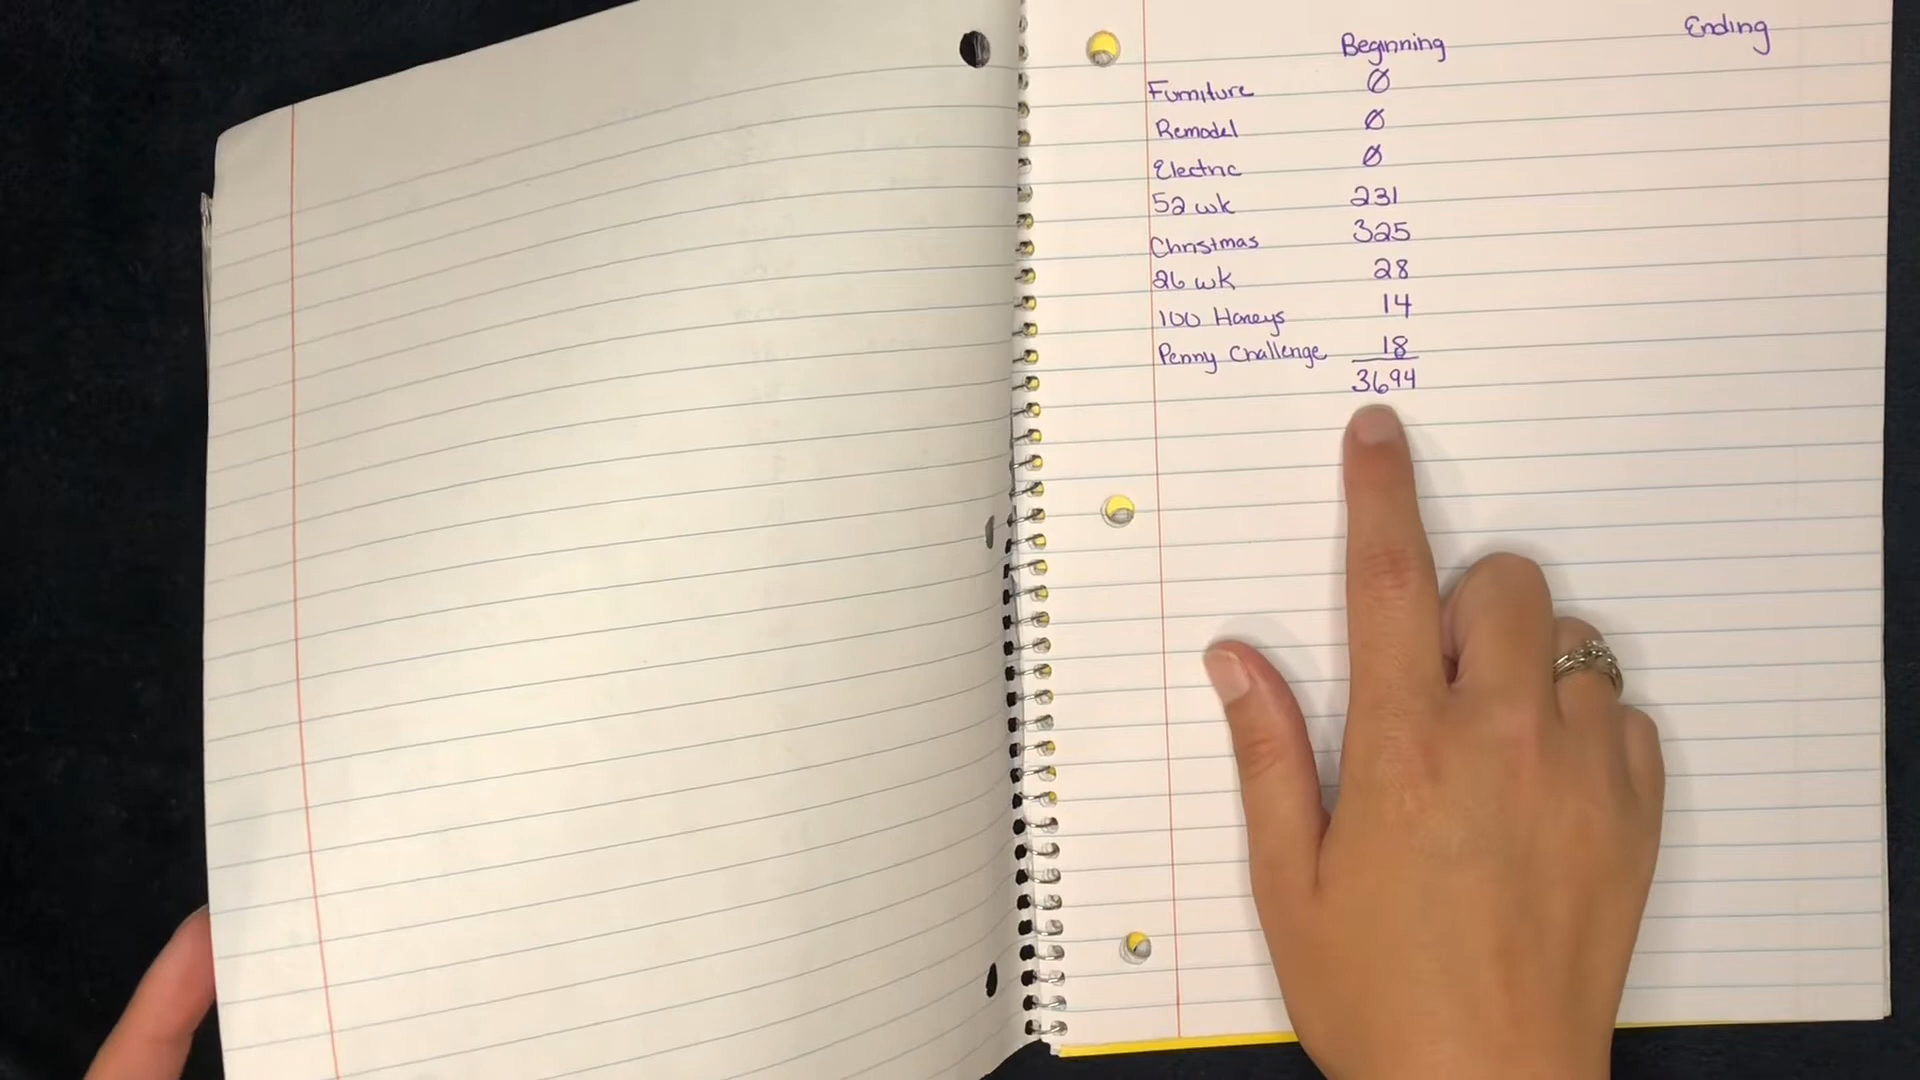 Beginning Ending
Furniture Ø
Remodel Ø
Electric Ø
52 wk 231
Christmas 325
26 wk 28
100 Honeys 14
Penny Challenge 18
3694